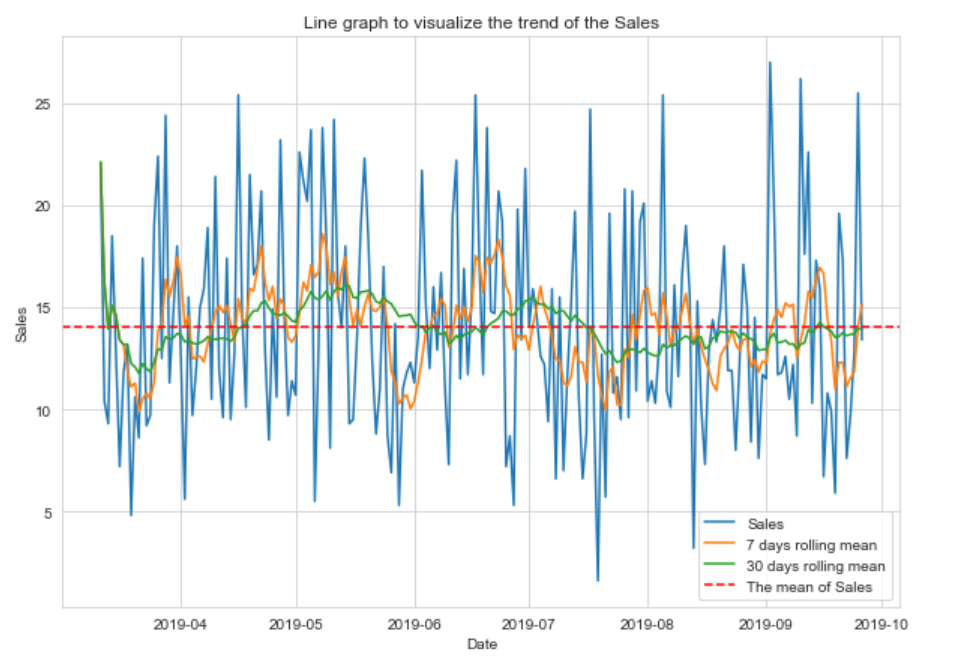 Line graph to visualize the trend of the Sales
Sales
25
20
15
10
5
Sales
7 days rolling mean
30 days rolling mean
The mean of Sales
2019-04
2019-05
2019-06
2019-07
2019-08
2019-09
2019-10
Date